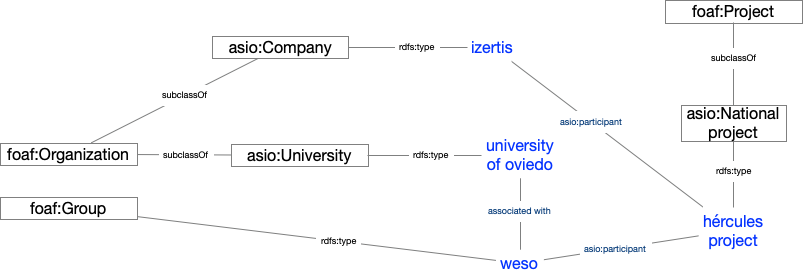 foaf:Project
asio:Company
rdfs:type
izertis
subclassOf
subclassOf
asio:participant
asio:National
project
foaf:Organization
subclassOf
asio:University
rdfs:type
university
of oviedo
rdfs:type
foaf:Group
associated with
hércules
project
rdfs:type
asio:participant
weso